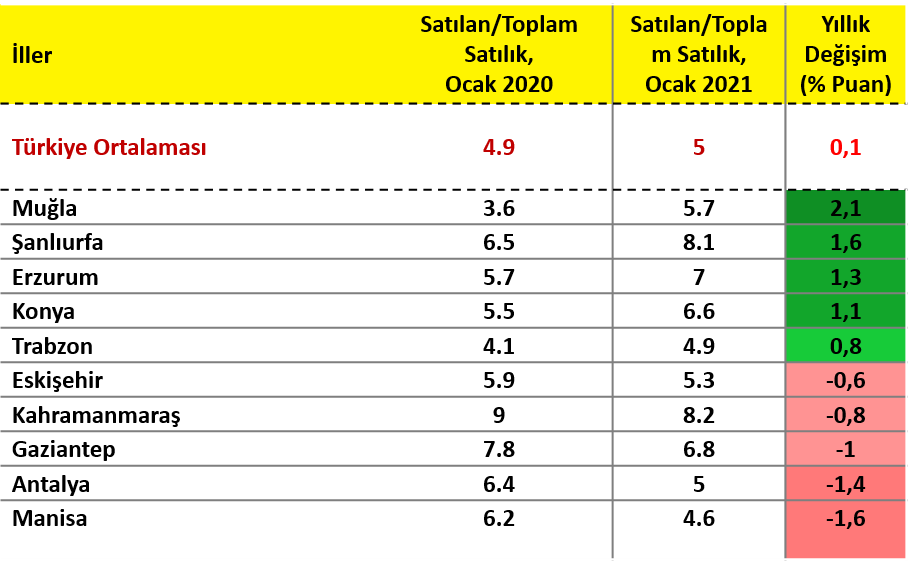 İller
Satılan/Toplam
Satılık,
Ocak 2020
Satılan/Topla
m Satılık,
Ocak 2021
Yıllık
Değişim
(% Puan)
Türkiye Ortalaması 4.9 5 0,1
Muğla 3.6 5.7 2,1
Şanlıurfa 6.5 8.1 1,6
Erzurum 5.7 7 1,3
Konya 5.5 6.6 1,1
Trabzon 4.1 4.9 0,8
Eskişehir 5.9 5.3 -0,6
Kahramanmaraş 9 8.2 -0,8
Gaziantep 7.8 6.8 -1
Antalya 6.4 5 -1,4
Manisa 6.2 4.6 -1,6